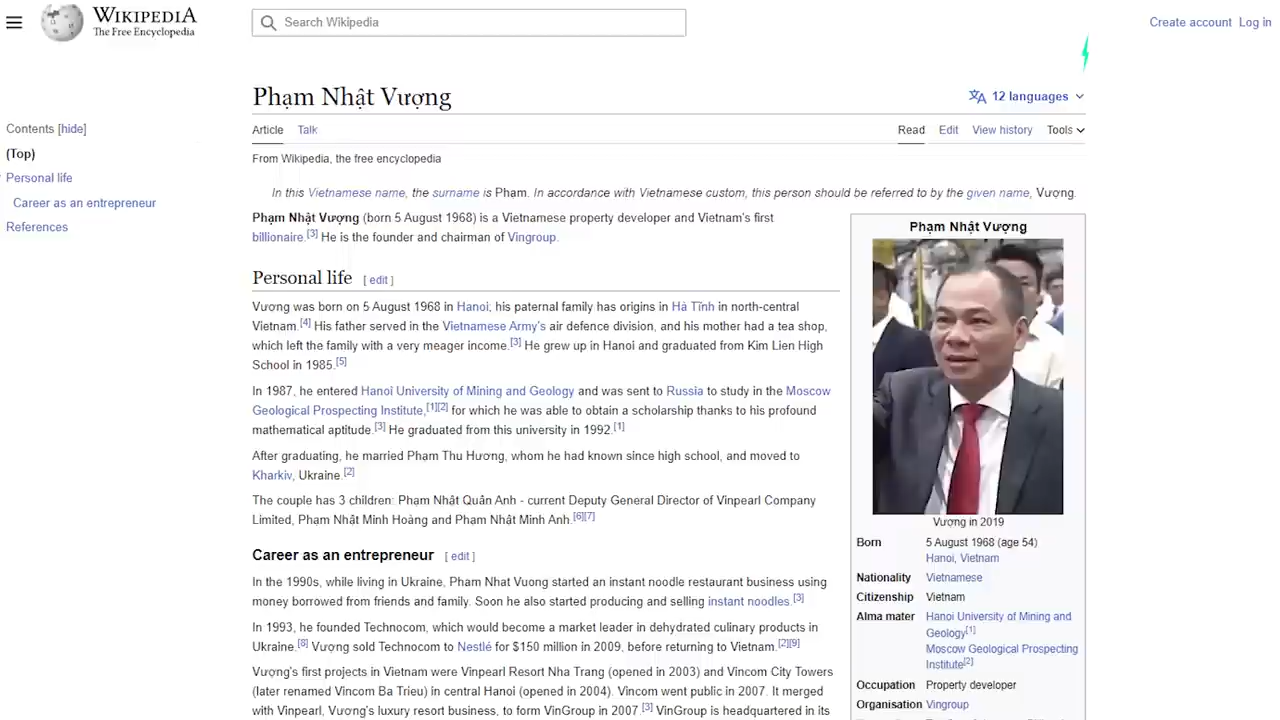 WIKIPEDIA
The Free Encyclopedia
Search Wikipedia
Create account Log in
Phạm Nhật Vượng
12 languages
Contents [hide]
(Top)
Personal life
Career as an entrepreneur
References
Article Talk
Read Edit View history Tools
From Wikipedia, the free encyclopedia
In this Vietnamese name, the surname is Phạm. In accordance with Vietnamese custom, this person should be referred to by the given name, Vượng.
Phạm Nhật Vượng (born 5 August 1968) is a Vietnamese property developer and Vietnam's first
billionaire.[3] He is the founder and chairman of Vingroup.
Personal life [ edit ]
Vượng was born on 5 August 1968 in Hanoi; his paternal family has origins in Hà Tĩnh in north-central
Vietnam.[4] His father served in the Vietnamese Army's air defence division, and his mother had a tea shop,
which left the family with a very meager income.[3] He grew up in Hanoi and graduated from Kim Lien High
School in 1985.[5]
In 1987, he entered Hanoi University of Mining and Geology and was sent to Russia to study in the Moscow
Geological Prospecting Institute,[1][2] for which he was able to obtain a scholarship thanks to his profound
mathematical aptitude.[3] He graduated from this university in 1992.[1]
After graduating, he married Phạm Thu Hương, whom he had known since high school, and moved to
Kharkiv, Ukraine.[2]
The couple has 3 children: Phạm Nhật Quân Anh - current Deputy General Director of Vinpearl Company
Limited, Phạm Nhật Minh Hoàng and Phạm Nhật Minh Anh.[6][7]
Career as an entrepreneur [ edit ]
In the 1990s, while living in Ukraine, Pham Nhat Vuong started an instant noodle restaurant business using
money borrowed from friends and family. Soon he also started producing and selling instant noodles.[3]
In 1993, he founded Technocom, which would become a market leader in dehydrated culinary products in
Ukraine.[8] Vượng sold Technocom to Nestlé for $150 million in 2009, before returning to Vietnam.[2][9]
Vượng's first projects in Vietnam were Vinpearl Resort Nha Trang (opened in 2003) and Vincom City Towers
(later renamed Vincom Ba Trieu) in central Hanoi (opened in 2004). Vincom went public in 2007. It merged
with Vinpearl, Vượng's luxury resort business, to form VinGroup in 2007.[3] VinGroup is headquartered in its
Phạm Nhật Vượng
Vượng in 2019
Born 5 August 1968 (age 54)
Hanoi, Vietnam
Nationality Vietnamese
Citizenship Vietnam
Alma mater Hanoi University of Mining and
Geology[1]
Moscow Geological Prospecting
Institute[2]
Occupation Property developer
Organisation Vingroup